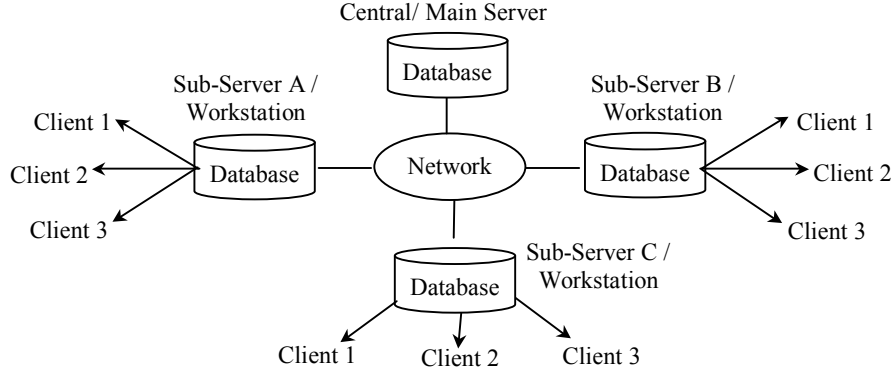 Central/ Main Server
Database
Sub-Server A /
Workstation
Sub-Server B /
Workstation
Client 1
Client 2
Client 3
Database
Network
Database
Client 1
Client 2
Client 3
Sub-Server C /
Workstation
Database
Client 1
Client 2
Client 3